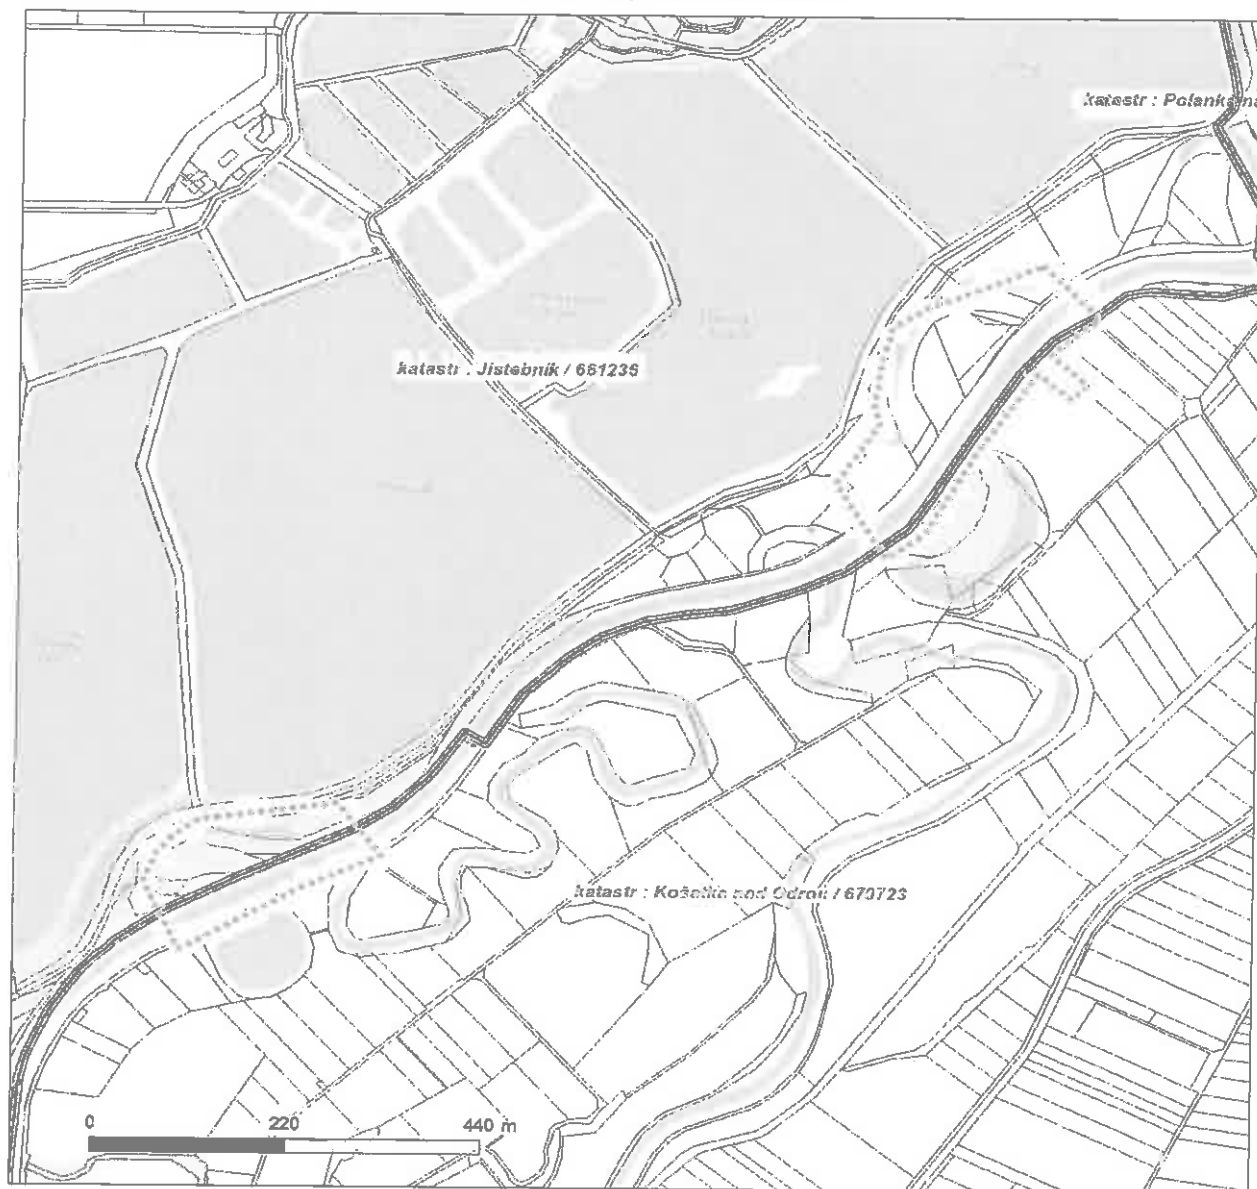 katastr : Polanka na
katastr : Jistebník / 661236
katastr : Košatka nad Odrou / 670723
0 220 440 m